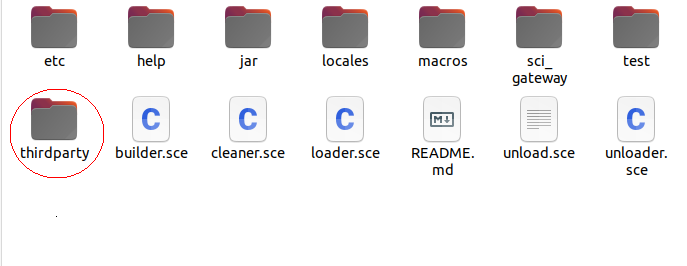 etc
help
jar
locales
macros
sci_
gateway
test
thirdparty
builder.sce
cleaner.sce
loader.sce
M
README.
md
unload.sce
unloader.
sce